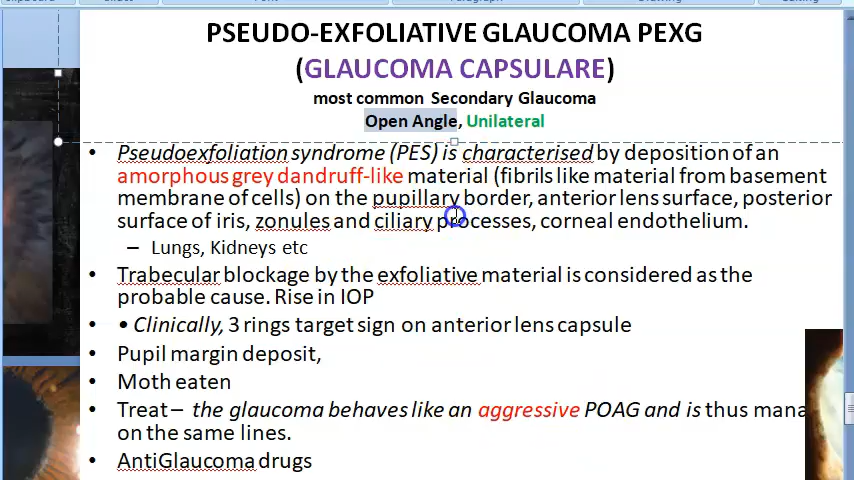 PSEUDO-EXFOLIATIVE GLAUCOMA PEXG
(GLAUCOMA CAPSULARE)
most common Secondary Glaucoma
Open Angle, Unilateral
• Pseudoexfoliation syndrome (PES) is characterised by deposition of an
amorphous grey dandruff-like material (fibrils like material from basement
membrane of cells) on the pupillary border, anterior lens surface, posterior
surface of iris, zonules and ciliary processes, corneal endothelium.
– Lungs, Kidneys etc
• Trabecular blockage by the exfoliative material is considered as the
probable cause. Rise in IOP
• • Clinically, 3 rings target sign on anterior lens capsule
• Pupil margin deposit,
• Moth eaten
• Treat – the glaucoma behaves like an aggressive POAG and is thus mana
on the same lines.
• AntiGlaucoma drugs